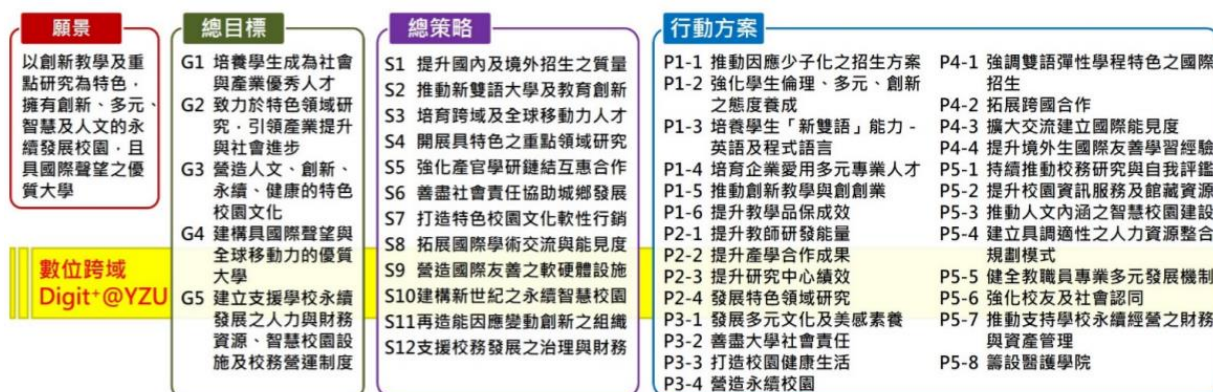 願景
以創新教學及重
點研究為特色，
擁有創新、多元、
智慧及人文的永
續發展校園，且
具國際聲望之優
質大學
數位跨域
Digit⁺@YZU
總目標
G1 培養學生成為社會
與產業優秀人才
G2 致力於特色領域研
究，引領產業提升
與社會進步
G3 營造人文、創新、
永續、健康的特色
校園文化
G4 建構具國際聲望與
全球移動力的優質
大學
G5 建立支援學校永續
發展之人力與財務
資源、智慧校園設
施及校務營運制度
總策略
S1 提升國內及境外招生之質量
S2 推動新雙語大學及教育創新
S3 培育跨域及全球移動力人才
S4 開展具特色之重點領域研究
S5 強化產官學研鏈結互惠合作
S6 善盡社會責任協助城鄉發展
S7 打造特色校園文化軟性行銷
S8 拓展國際學術交流與能見度
S9 營造國際友善之軟硬體設施
S10建構新世紀之永續智慧校園
S11再造能因應變動創新之組織
S12支援校務發展之治理與財務
行動方案
P1-1 推動因應少子化之招生方案
P1-2 強化學生倫理、多元、創新
之態度養成
P1-3 培養學生「新雙語」能力 -
英語及程式語言
P1-4 培育企業愛用多元專業人才
P1-5 推動創新教學與創創業
P1-6 提升教學品保成效
P2-1 提升教師研發能量
P2-2 提升產學合作成果
P2-3 提升研究中心績效
P2-4 發展特色領域研究
P3-1 發展多元文化及美感素養
P3-2 善盡大學社會責任
P3-3 打造校園健康生活
P3-4 營造永續校園
P4-1 強調雙語彈性學程特色之國際
招生
P4-2 拓展跨國合作
P4-3 擴大交流建立國際能見度
P4-4 提升境外生國際友善學習經驗
P5-1 持續推動校務研究與自我評鑑
P5-2 提升校園資訊服務及館藏資源
P5-3 推動人文內涵之智慧校園建設
P5-4 建立具調適性之人力資源整合
規劃模式
P5-5 健全教職員專業多元發展機制
P5-6 強化校友及社會認同
P5-7 推動支持學校永續經營之財務
與資產管理
P5-8 籌設醫護學院